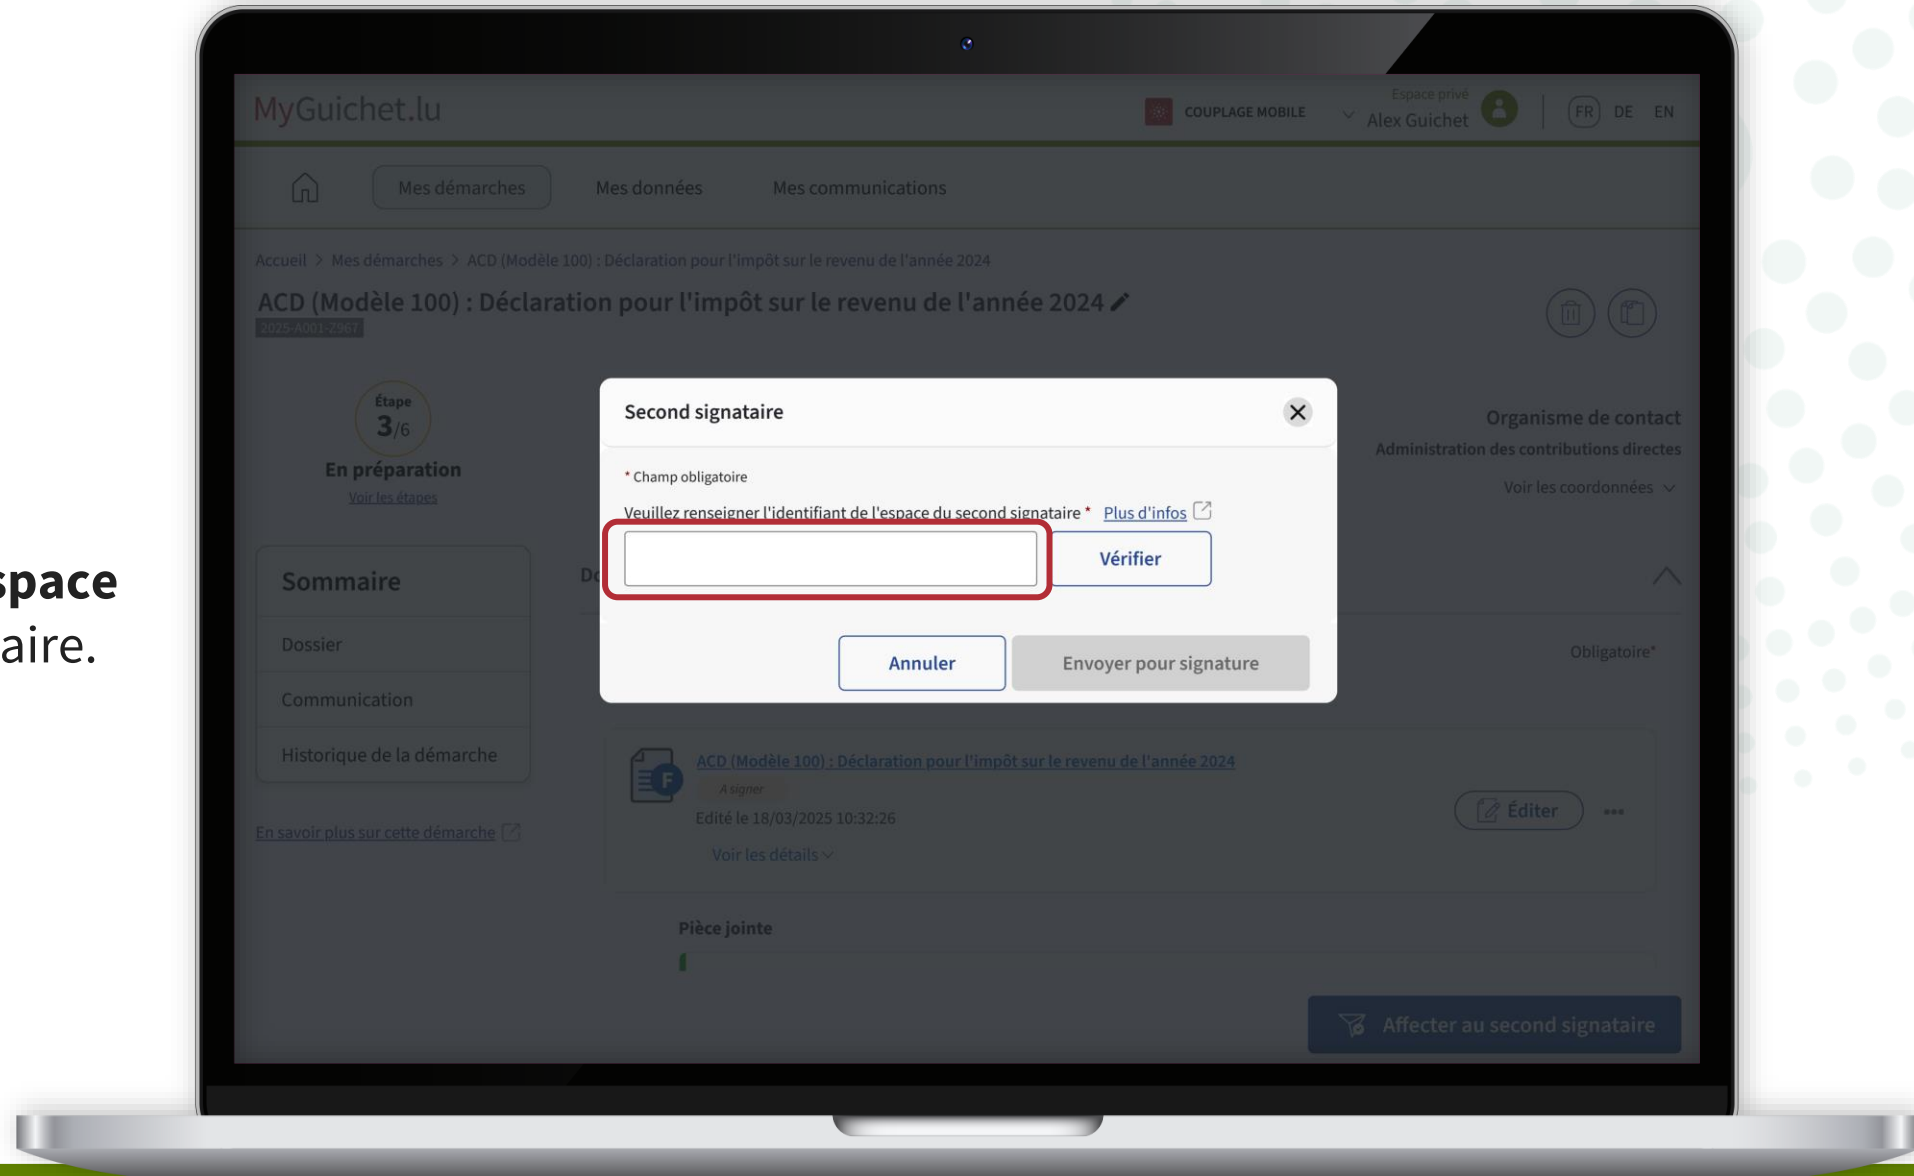 MyGuichet.lu
COUPLAGE MOBILE
Espace privé
Alex Guichet
FR DE EN
Mes démarches Mes données Mes communications
Accueil > Mes démarches > ACD (Modèle 100) : Déclaration pour l'impôt sur le revenu de l'année 2024
ACD (Modèle 100) : Déclaration pour l'impôt sur le revenu de l'année 2024
2025-A001-Z967
Étape
3/6
En préparation
Voir les étapes
Organisme de contact
Administration des contributions directes
Voir les coordonnées
Second signataire
* Champ obligatoire
Veuillez renseigner l'identifiant de l'espace du second signataire * Plus d'infos
Vérifier
Annuler Envoyer pour signature
space
aire.
Sommaire
Dossier
Communication
Historique de la démarche
En savoir plus sur cette démarche
Obligatoire*
ACD (Modèle 100) : Déclaration pour l'impôt sur le revenu de l'année 2024
A signer
Edité le 18/03/2025 10:32:26
Voir les détails
Éditer
Pièce jointe
Affecter au second signataire